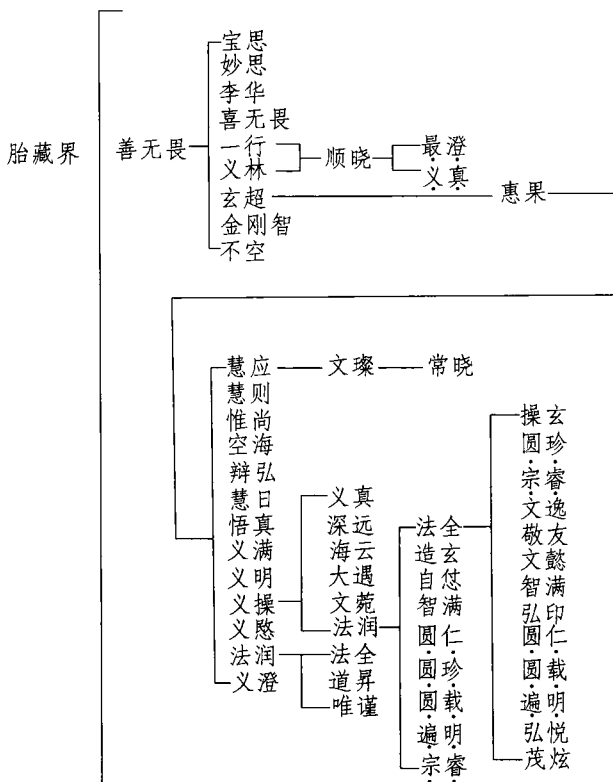 胎藏界
善无畏
宝思
妙思
李华
喜无畏
一行
义林
玄超
金刚智
不空
顺晓
最澄
义真
惠果
慧应
慧则
惟尚
空海
辩弘
慧日
悟真
义满
义明
义操
义愍
法润
义澄
文璨
常晓
义真
深远
海云
大遇
文苑
法润
法全
道昇
唯谨
法全
造玄
自怤
智满
圆仁
圆珍
圆载
遍明
宗睿
操玄
圆珍
宗睿
文逸
敬友
文懿
智满
弘印
圆仁
圆载
遍明
弘悦
茂炫